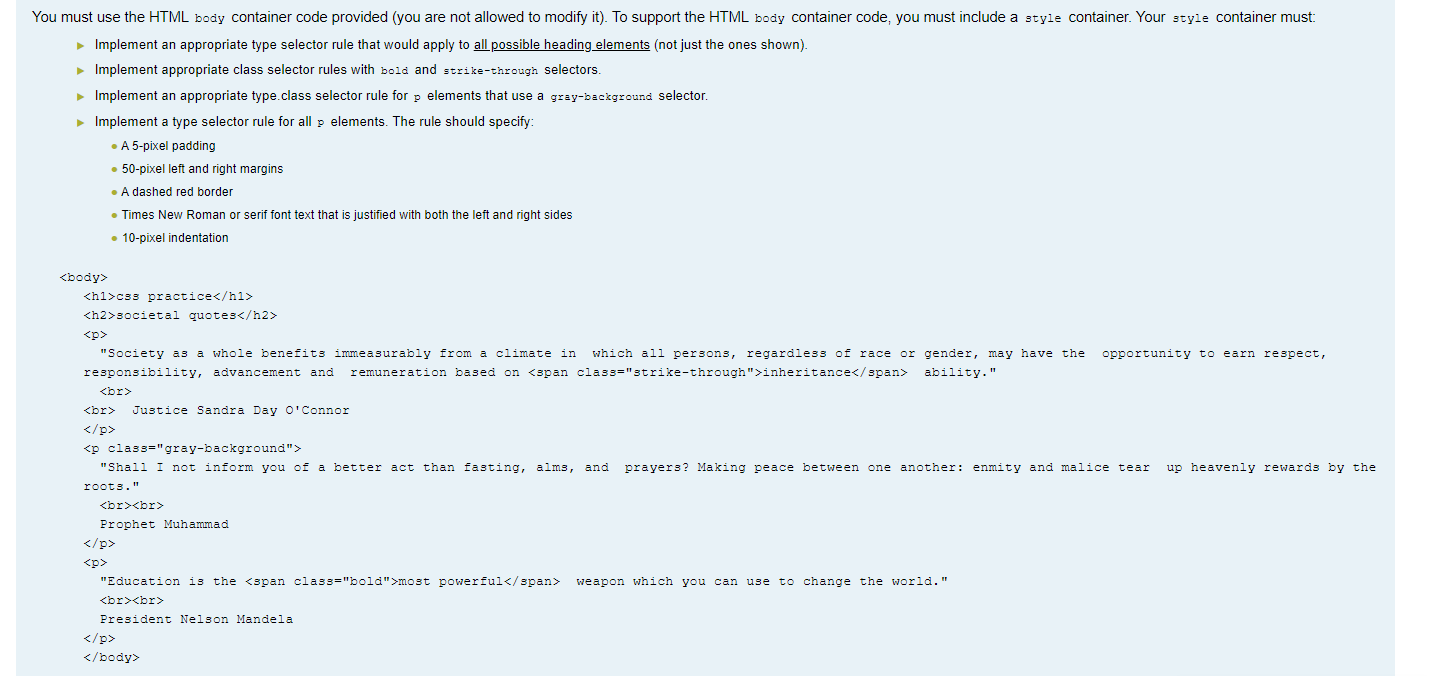 You must use the HTML body container code provided (you are not allowed to modify it). To support the HTML body container code, you must include a style container. Your style container must:
Implement an appropriate type selector rule that would apply to all possible heading elements (not just the ones shown).
Implement appropriate class selector rules with bold and strike-through selectors.
Implement an appropriate type.class selector rule for p elements that use a gray-background selector.
Implement a type selector rule for all p elements. The rule should specify:
A 5-pixel padding
50-pixel left and right margins
A dashed red border
Times New Roman or serif font text that is justified with both the left and right sides
10-pixel indentation
<body>
<h1>css practice</h1>
<h2>societal quotes</h2>
<p>
"Society as a whole benefits immeasurably from a climate in which all persons, regardless of race or gender, may have the opportunity to earn respect,
responsibility, advancement and remuneration based on <span class="strike-through">inheritance</span> ability."
<br>
<br> Justice Sandra Day O'Connor
</p>
<p class="gray-background">
"Shall I not inform you of a better act than fasting, alms, and prayers? Making peace between one another: enmity and malice tear up heavenly rewards by the
roots."
<br><br>
Prophet Muhammad
</p>
<p>
"Education is the <span class="bold">most powerful</span> weapon which you can use to change the world."
<br><br>
President Nelson Mandela
</p>
</body>